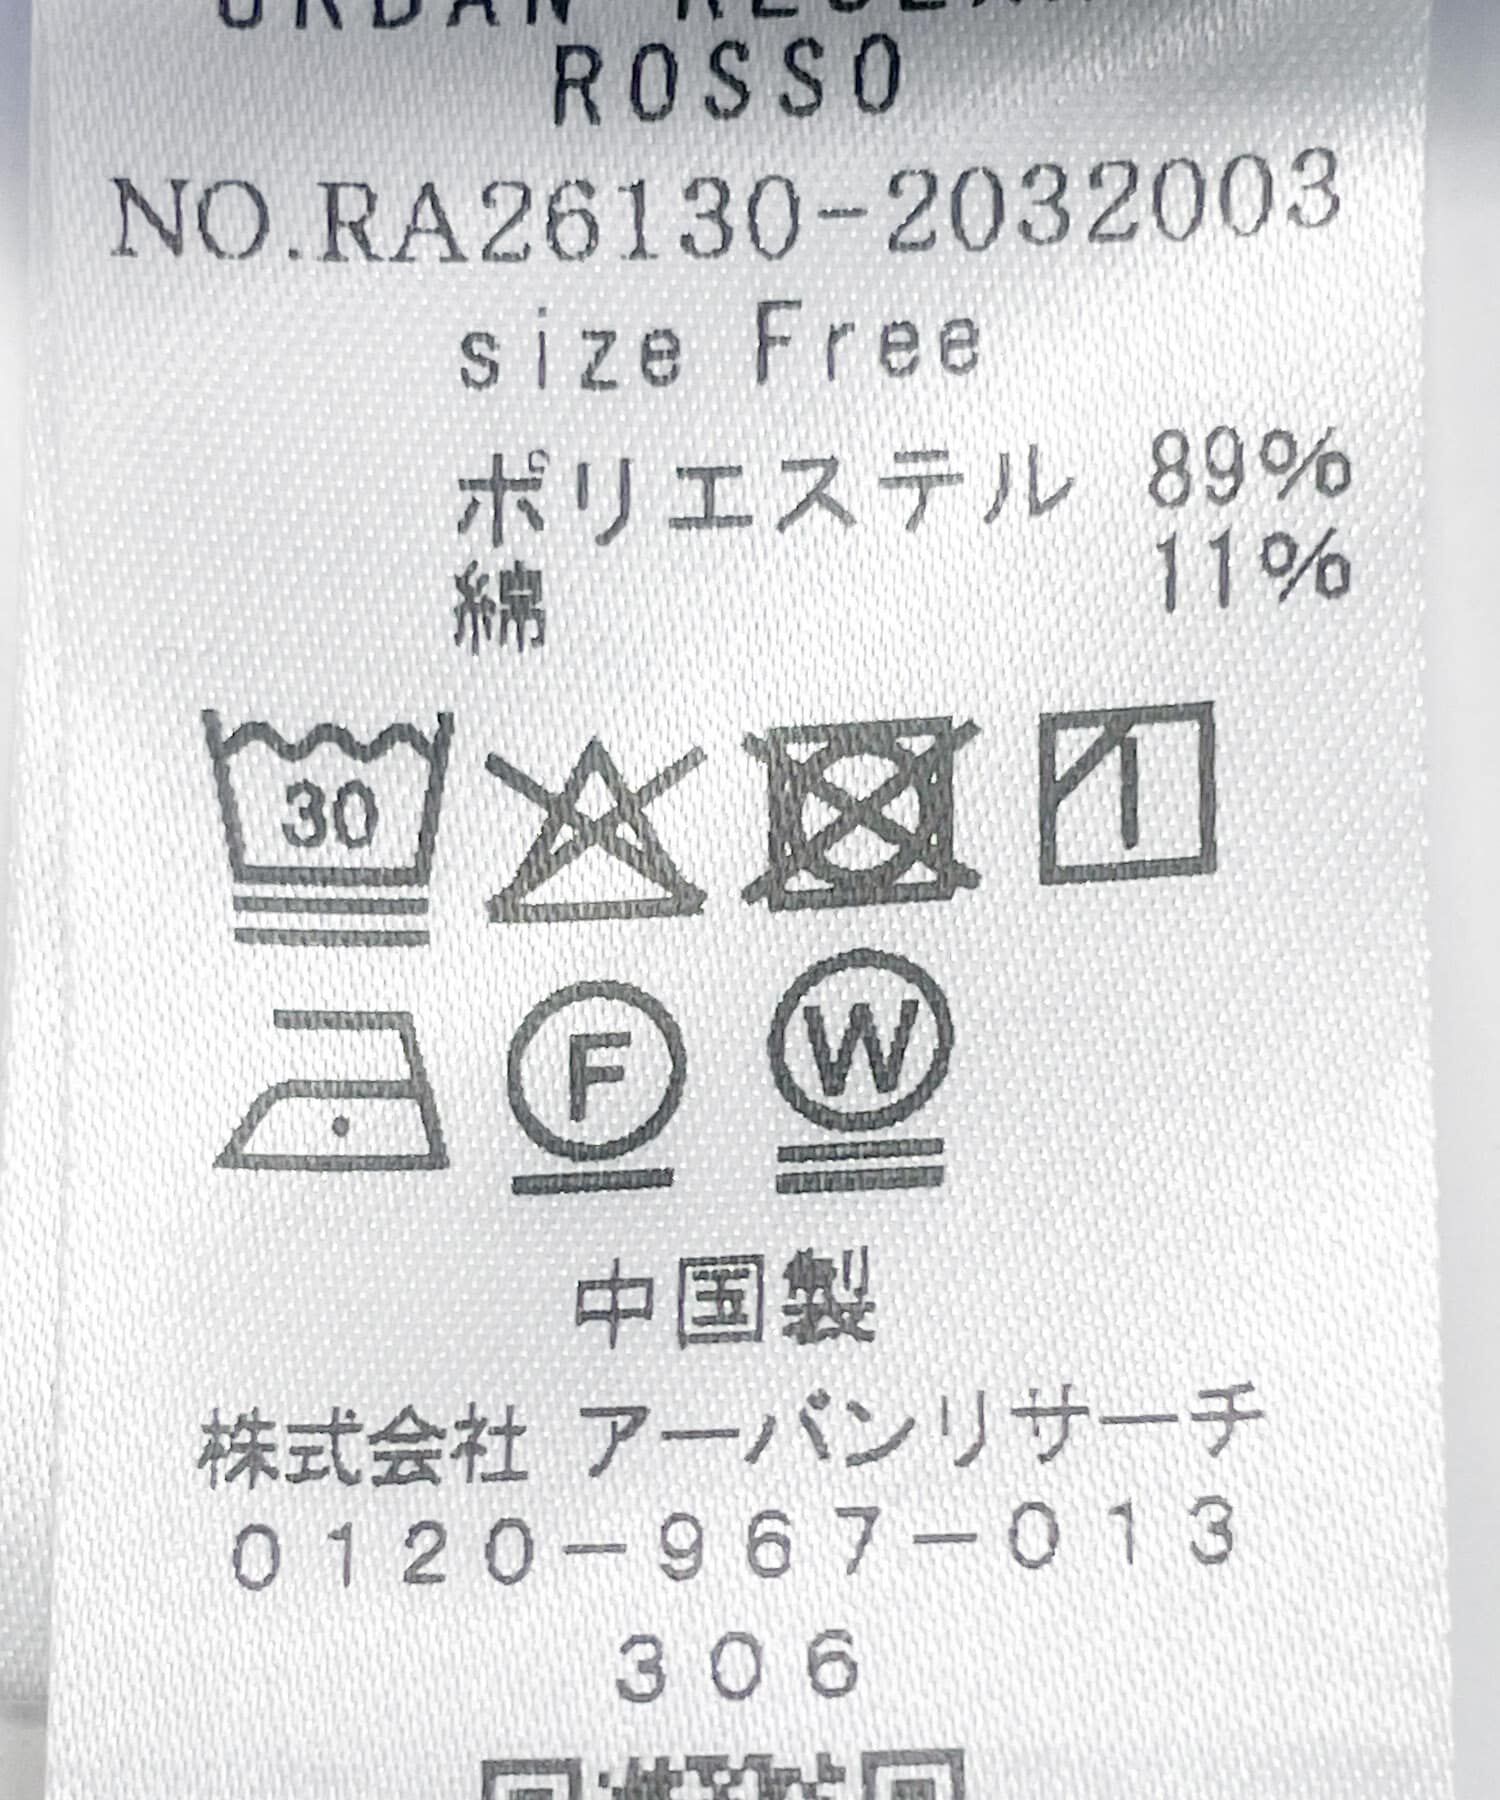 ROSSO
NO.RA26130-2032003
size Free
ポリエステル 89%
綿 11%
30
F
W
中国製
株式会社 アーバンリサーチ
0120-967-013
306